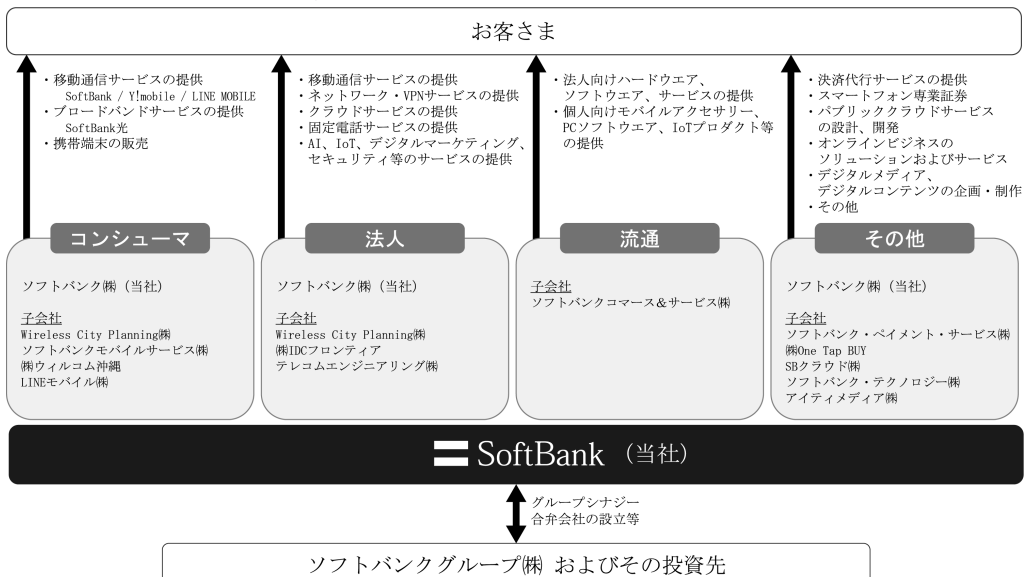 お客さま
・移動通信サービスの提供
SoftBank / Y!mobile / LINE MOBILE
・ブロードバンドサービスの提供
SoftBank光
・携帯端末の販売
・移動通信サービスの提供
・ネットワーク・VPNサービスの提供
・クラウドサービスの提供
・固定電話サービスの提供
・AI、IoT、デジタルマーケティング、
セキュリティ等のサービスの提供
・法人向けハードウエア、
ソフトウエア、サービスの提供
・個人向けモバイルアクセサリー、
PCソフトウエア、IoTプロダクト等
の提供
・決済代行サービスの提供
・スマートフォン専業証券
・パブリッククラウドサービス
の設計、開発
・オンラインビジネスの
ソリューションおよびサービス
・デジタルメディア、
デジタルコンテンツの企画・制作
・その他
コンシューマ
ソフトバンク㈱（当社）
子会社
Wireless City Planning㈱
ソフトバンクモバイルサービス㈱
㈱ウィルコム沖縄
LINEモバイル㈱
法人
ソフトバンク㈱（当社）
子会社
Wireless City Planning㈱
㈱IDCフロンティア
テレコムエンジニアリング㈱
流通
子会社
ソフトバンクコマース＆サービス㈱
その他
ソフトバンク㈱（当社）
子会社
ソフトバンク・ペイメント・サービス㈱
㈱One Tap BUY
SBクラウド㈱
ソフトバンク・テクノロジー㈱
アイティメディア㈱
SoftBank（当社）
グループシナジー
合弁会社の設立等
ソフトバンクグループ㈱ およびその投資先